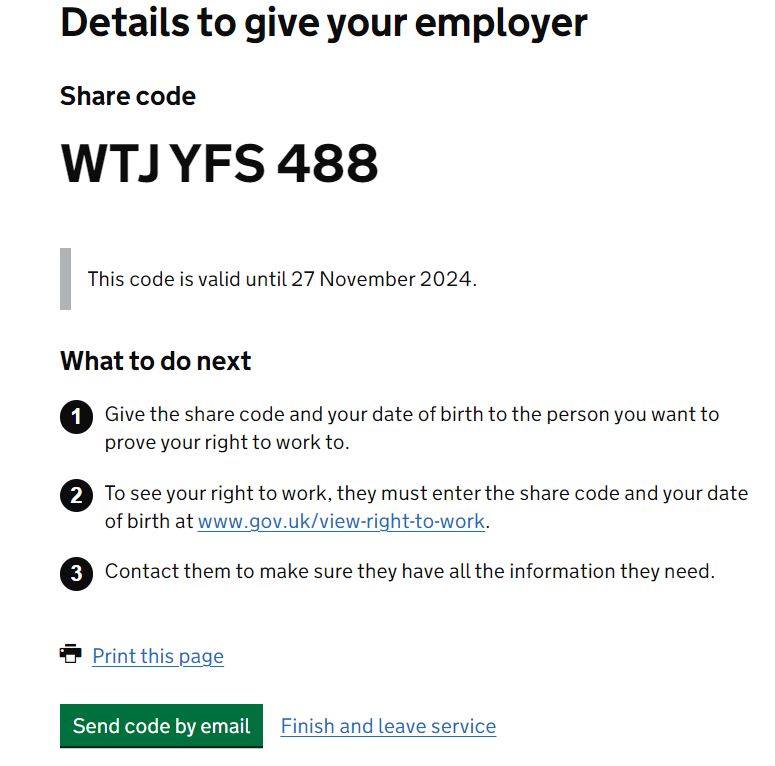 Details to give your employer
Share code
WTJ YFS 488
This code is valid until 27 November 2024.
What to do next
1 Give the share code and your date of birth to the person you want to
prove your right to work to.
2 To see your right to work, they must enter the share code and your date
of birth at www.gov.uk/view-right-to-work.
3 Contact them to make sure they have all the information they need.
Print this page
Send code by email Finish and leave service